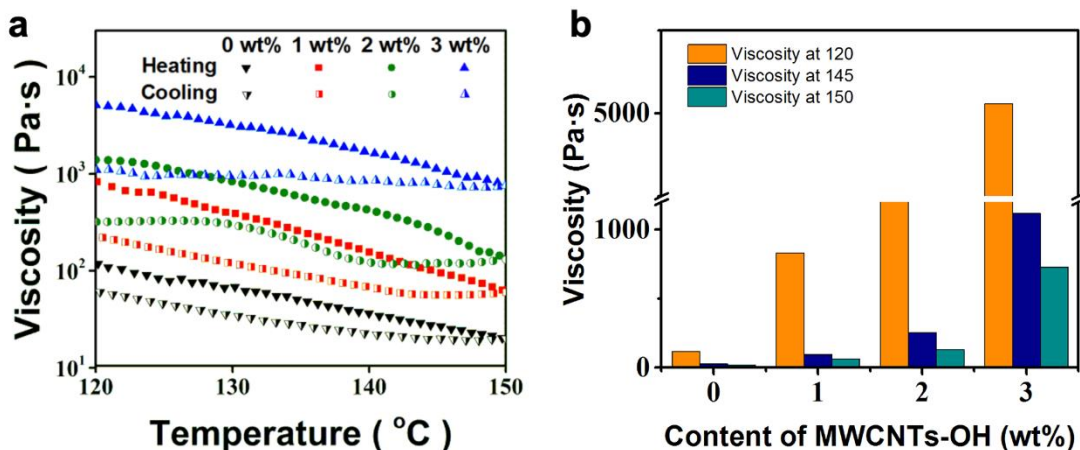 a
0 wt% 1 wt% 2 wt% 3 wt%
Heating
Cooling
10^4
10^3
10^2
10^1
120 130 140 150
Viscosity ( Pa·s )
Temperature ( °C )
b
Viscosity at 120
Viscosity at 145
Viscosity at 150
5000
1000
0
0 1 2 3
Viscosity (Pa·s)
Content of MWCNTs-OH (wt%)